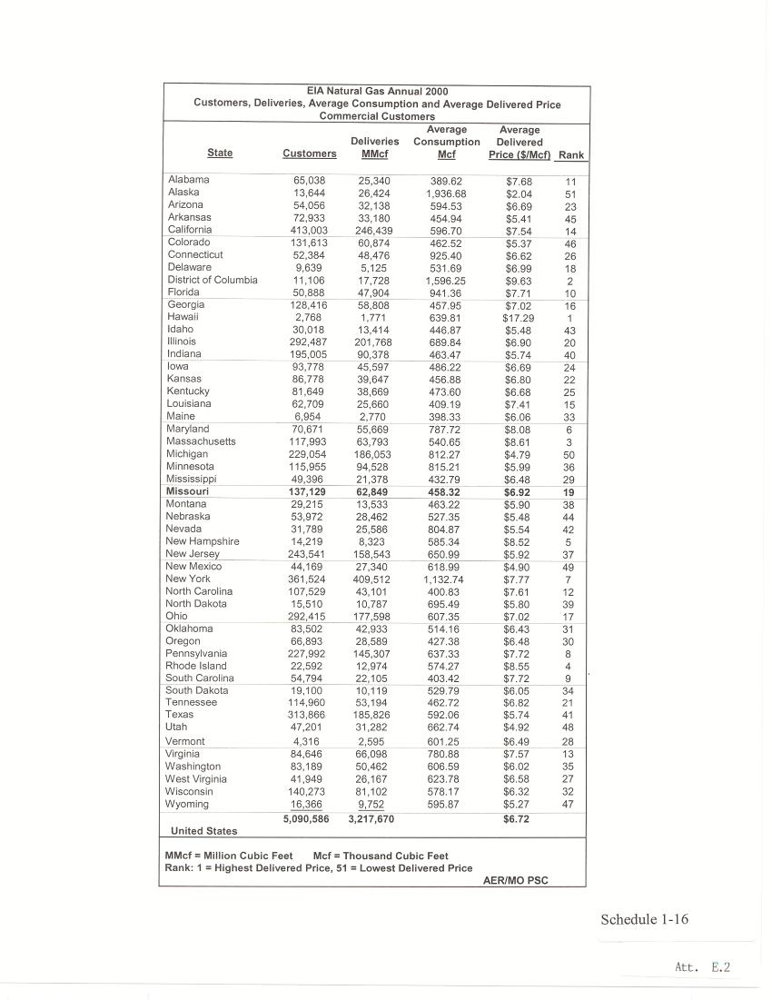 EIA Natural Gas Annual 2000
Customers, Deliveries, Average Consumption and Average Delivered Price
Commercial Customers
Average Average
Deliveries Consumption Delivered
State Customers MMcf Mcf Price ($/Mcf) Rank
Alabama 65,038 25,340 389.62 $7.68 11
Alaska 13,644 26,424 1,936.68 $2.04 51
Arizona 54,056 32,138 594.53 $6.69 23
Arkansas 72,933 33,180 454.94 $5.41 45
California 413,003 246,439 596.70 $7.54 14
Colorado 131,613 60,874 462.52 $5.37 46
Connecticut 52,384 48,476 925.40 $6.62 26
Delaware 9,639 5,125 531.69 $6.99 18
District of Columbia 11,106 17,728 1,596.25 $9.63 2
Florida 50,888 47,904 941.36 $7.71 10
Georgia 128,416 58,808 457.95 $7.02 16
Hawaii 2,768 1,771 639.81 $17.29 1
Idaho 30,018 13,414 446.87 $5.48 43
Illinois 292,487 201,768 689.84 $6.90 20
Indiana 195,005 90,378 463.47 $5.74 40
Iowa 93,778 45,597 486.22 $6.69 24
Kansas 86,778 39,647 456.88 $6.80 22
Kentucky 81,649 38,669 473.60 $6.68 25
Louisiana 62,709 25,660 409.19 $7.41 15
Maine 6,954 2,770 398.33 $6.06 33
Maryland 70,671 55,669 787.72 $8.08 6
Massachusetts 117,993 63,793 540.65 $8.61 3
Michigan 229,054 186,053 812.27 $4.79 50
Minnesota 115,955 94,528 815.21 $5.99 36
Mississippi 49,396 21,378 432.79 $6.48 29
Missouri 137,129 62,849 458.32 $6.92 19
Montana 29,215 13,533 463.22 $5.90 38
Nebraska 53,972 28,462 527.35 $5.48 44
Nevada 31,789 25,586 804.87 $5.54 42
New Hampshire 14,219 8,323 585.34 $8.52 5
New Jersey 243,541 158,543 650.99 $5.92 37
New Mexico 44,169 27,340 618.99 $4.90 49
New York 361,524 409,512 1,132.74 $7.77 7
North Carolina 107,529 43,101 400.83 $7.61 12
North Dakota 15,510 10,787 695.49 $5.80 39
Ohio 292,415 177,598 607.35 $7.02 17
Oklahoma 83,502 42,933 514.16 $6.43 31
Oregon 66,893 28,589 427.38 $6.48 30
Pennsylvania 227,992 145,307 637.33 $7.72 8
Rhode Island 22,592 12,974 574.27 $8.55 4
South Carolina 54,794 22,105 403.42 $7.72 9
South Dakota 19,100 10,119 529.79 $6.05 34
Tennessee 114,960 53,194 462.72 $6.82 21
Texas 313,866 185,826 592.06 $5.74 41
Utah 47,201 31,282 662.74 $4.92 48
Vermont 4,316 2,595 601.25 $6.49 28
Virginia 84,646 66,098 780.88 $7.57 13
Washington 83,189 50,462 606.59 $6.02 35
West Virginia 41,949 26,167 623.78 $6.58 27
Wisconsin 140,273 81,102 578.17 $6.32 32
Wyoming 16,366 9,752 595.87 $5.27 47
5,090,586 3,217,670 $6.72
United States
MMcf = Million Cubic Feet Mcf = Thousand Cubic Feet
Rank: 1 = Highest Delivered Price, 51 = Lowest Delivered Price
AER/MO PSC
Schedule 1-16
Att. E.2